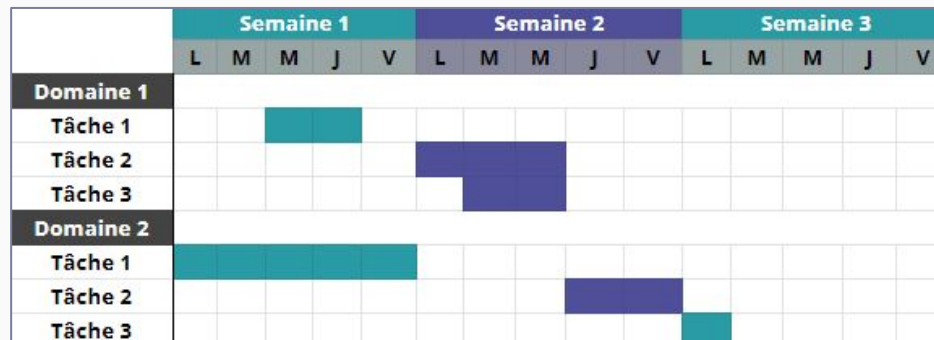 Semaine 1 Semaine 2 Semaine 3
L M M J V L M M J V L M M J V
Domaine 1
Tâche 1
Tâche 2
Tâche 3
Domaine 2
Tâche 1
Tâche 2
Tâche 3